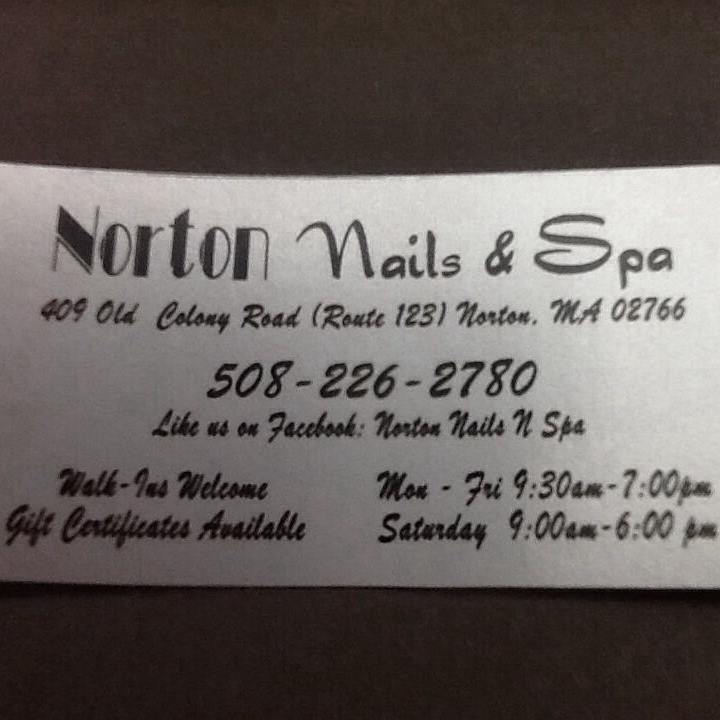 Norton Nails & Spa
409 Old Colony Road (Route 123) Norton. MA 02766
508-226-2780
Like us on Facebook: Norton Nails N Spa
Walk-Ins Welcome Mon - Fri 9:30am-7:00pm
Gift Certificates Available Saturday 9:00am-6:00 pm